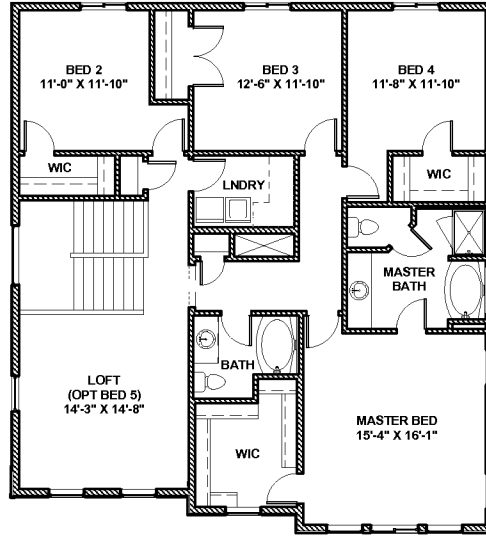 BED 2
11'-0" X 11'-10"
BED 3
12'-6" X 11'-10"
BED 4
11'-8" X 11'-10"
WIC
LNDRY
WIC
MASTER
BATH
BATH
LOFT
(OPT BED 5)
14'-3" X 14'-8"
MASTER BED
15'-4" X 16'-1"
WIC